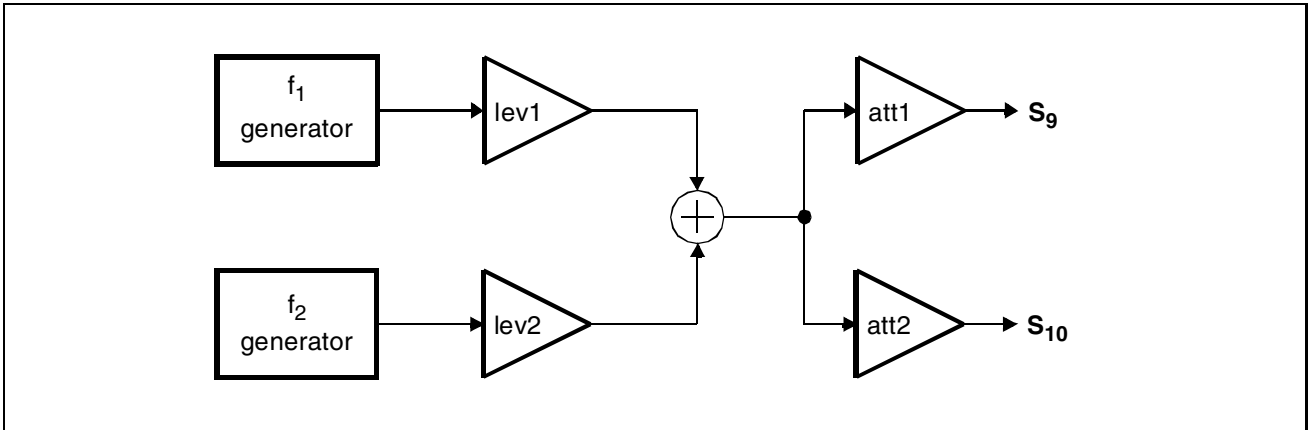 f1
generator
lev1
att1
S9
f2
generator
lev2
att2
S10